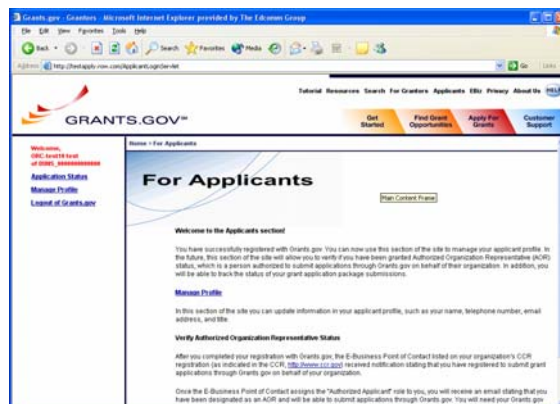 Grants.gov - Grantors - Microsoft Internet Explorer provided by The Edcomm Group
File Edit View Favorites Tools Help
Back Search Favorites Media
Address http://testapply.now.com/ApplicantLoginServlet Go Links
Tutorial Resources Search For Grantors Applicants EBiz Privacy About Us HELP
GRANTS.GOV℠
Get Started
Find Grant Opportunities
Apply For Grants
Customer Support
Welcome,
of DUNS
Application Status
Manage Profile
Logout of Grants.gov
Home > For Applicants
For Applicants
Main Content Frame
Welcome to the Applicants section!
You have successfully registered with Grants.gov. You can now use this section of the site to manage your applicant profile. In
the future, this section of the site will allow you to verify if you have been granted Authorized Organization Representative (AOR)
status, which is a person authorized to submit applications through Grants.gov on behalf of their organization. In addition, you
will be able to track the status of your grant application package submissions.
Manage Profile
In this section of the site you can update information in your applicant profile, such as your name, telephone number, email
address, and title.
Verify Authorized Organization Representative Status
After you completed your registration with Grants.gov, the E-Business Point of Contact listed on your organization's CCR
registration (as indicated in the CCR, http://www.ccr.gov) received notification stating that you have registered to submit grant
applications through Grants.gov on behalf of your organization.
Once the E-Business Point of Contact assigns the "Authorized Applicant" role to you, you will receive an email stating that you
have been designated as an AOR and will be able to submit applications through Grants.gov. You will need your Grants.gov